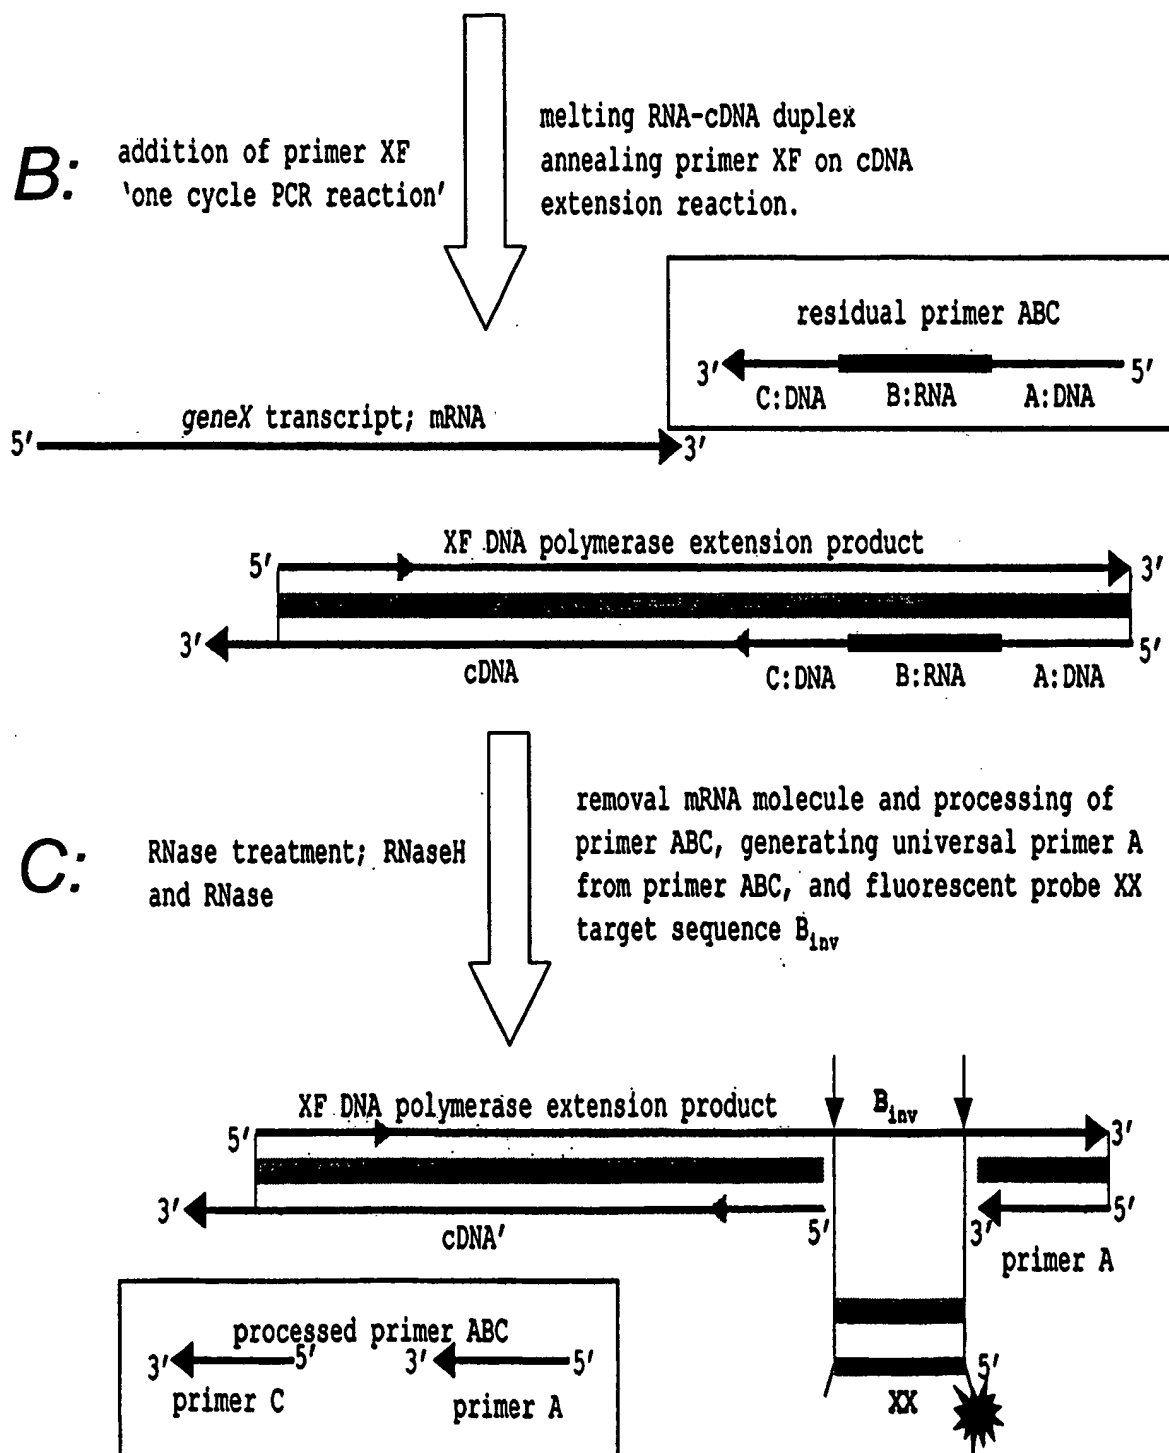 B:
addition of primer XF
'one cycle PCR reaction'
melting RNA-cDNA duplex
annealing primer XF on cDNA
extension reaction.
residual primer ABC
3' 5'
C:DNA B:RNA A:DNA
geneX transcript; mRNA
5' 3'
XF DNA polymerase extension product
5' 3'
3' 5'
cDNA C:DNA B:RNA A:DNA
C:
RNase treatment; RNaseH
and RNase
removal mRNA molecule and processing of
primer ABC, generating universal primer A
from primer ABC, and fluorescent probe XX
target sequence Binv
XF DNA polymerase extension product Binv
5' 3'
3' 5' 3' 5'
cDNA' primer A
processed primer ABC
3' 5' 3' 5'
primer C primer A
5'
XX